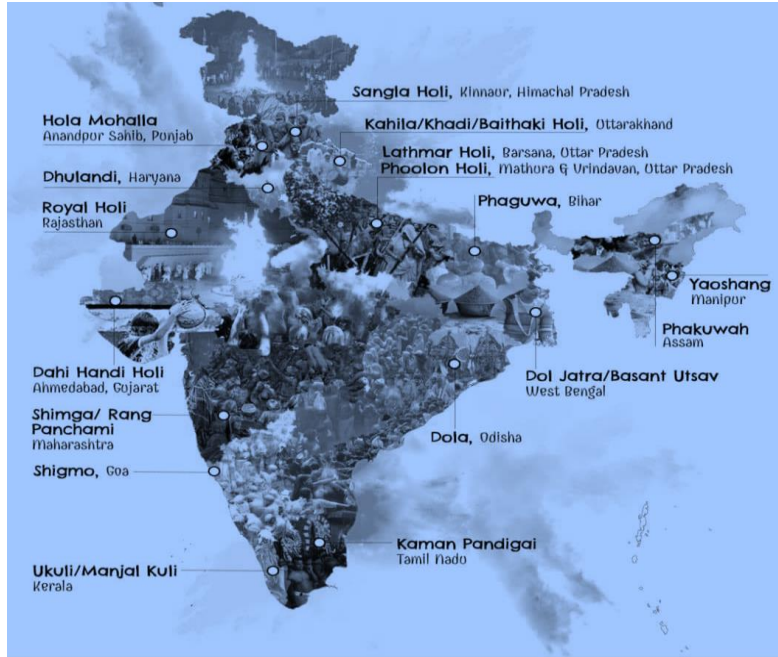 Sangla Holi, Kinnaur, Himachal Pradesh
Hola Mohalla
Anandpur Sahib, Punjab
Kahila/Khadi/Baithaki Holi, Uttarakhand
Lathmar Holi, Barsana, Uttar Pradesh
Phoolon Holi, Mathura & Vrindavan, Uttar Pradesh
Dhulandi, Haryana
Phaguwa, Bihar
Royal Holi
Rajasthan
Yaoshang
Manipur
Phakuwah
Assam
Dahi Handi Holi
Ahmedabad, Gujarat
Dol Jatra/Basant Utsav
West Bengal
Shimga/ Rang
Panchami
Maharashtra
Dola, Odisha
Shigmo, Goa
Kaman Pandigai
Tamil Nadu
Ukuli/Manjal Kuli
Kerala